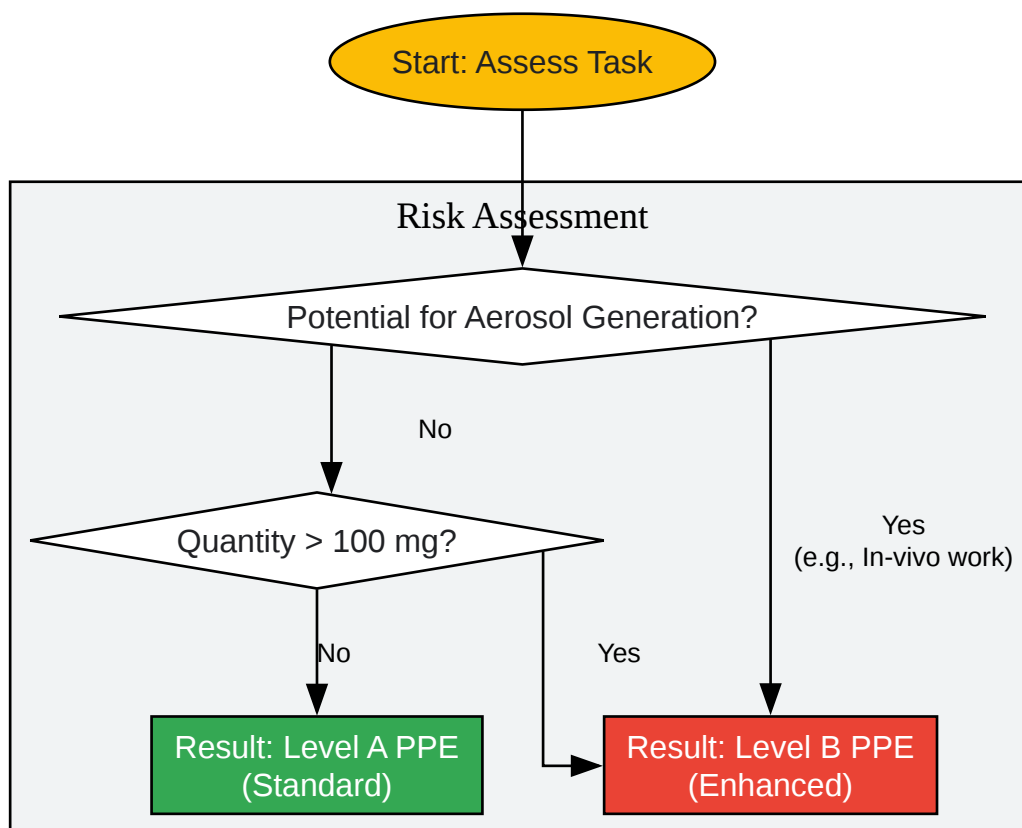 Start: Assess Task
Risk Assessment
Potential for Aerosol Generation?
No
Quantity > 100 mg?
Yes
(e.g., In-vivo work)
No
Yes
Result: Level A PPE
(Standard)
Result: Level B PPE
(Enhanced)